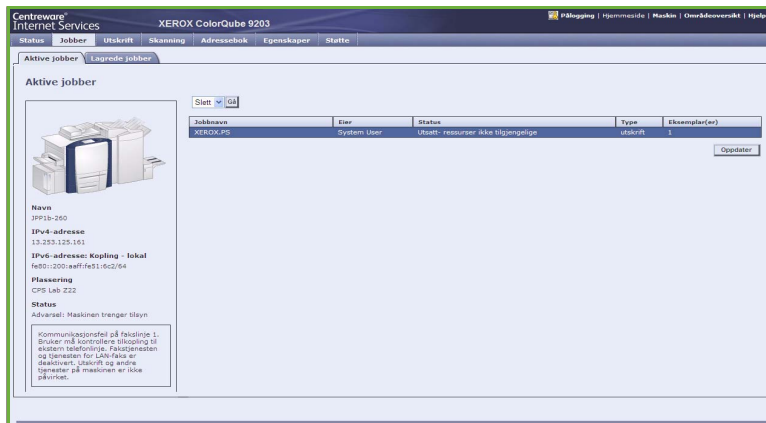 Centreware®
Internet Services
XEROX ColorQube 9203
Pålogging | Hjemmeside | Maskin | Områdeoversikt | Hjelp
Status Jobber Utskrift Skanning Adressebok Egenskaper Støtte
Aktive jobber Lagrede jobber
Aktive jobber
Slett Gå
Jobbnavn Eier Status Type Eksemplar(er)
XEROX.PS System User Utsatt- ressurser ikke tilgjengelige utskrift 1
Oppdater
Navn
JPP1b-260
IPv4-adresse
13.253.125.161
IPv6-adresse: Kopling - lokal
fe80::200:aaff:fe51:6c2/64
Plassering
CPS Lab Z22
Status
Advarsel: Maskinen trenger tilsyn
Kommunikasjonsfeil på fakslinje 1.
Bruker må kontrollere tilkopling til
ekstern telefonlinje. Fakstjenesten
og tjenesten for LAN-faks er
deaktivert. Utskrift og andre
tjenester på maskinen er ikke
påvirket.